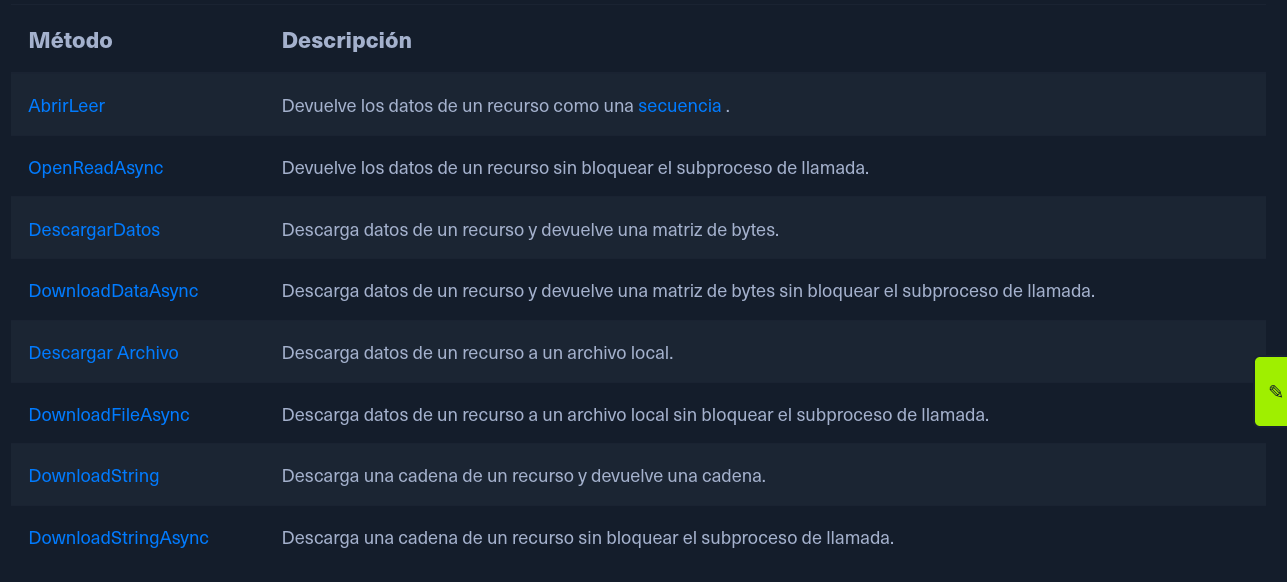 Método Descripción
AbrirLeer Devuelve los datos de un recurso como una secuencia .
OpenReadAsync Devuelve los datos de un recurso sin bloquear el subproceso de llamada.
DescargarDatos Descarga datos de un recurso y devuelve una matriz de bytes.
DownloadDataAsync Descarga datos de un recurso y devuelve una matriz de bytes sin bloquear el subproceso de llamada.
Descargar Archivo Descarga datos de un recurso a un archivo local.
DownloadFileAsync Descarga datos de un recurso a un archivo local sin bloquear el subproceso de llamada.
DownloadString Descarga una cadena de un recurso y devuelve una cadena.
DownloadStringAsync Descarga una cadena de un recurso sin bloquear el subproceso de llamada.